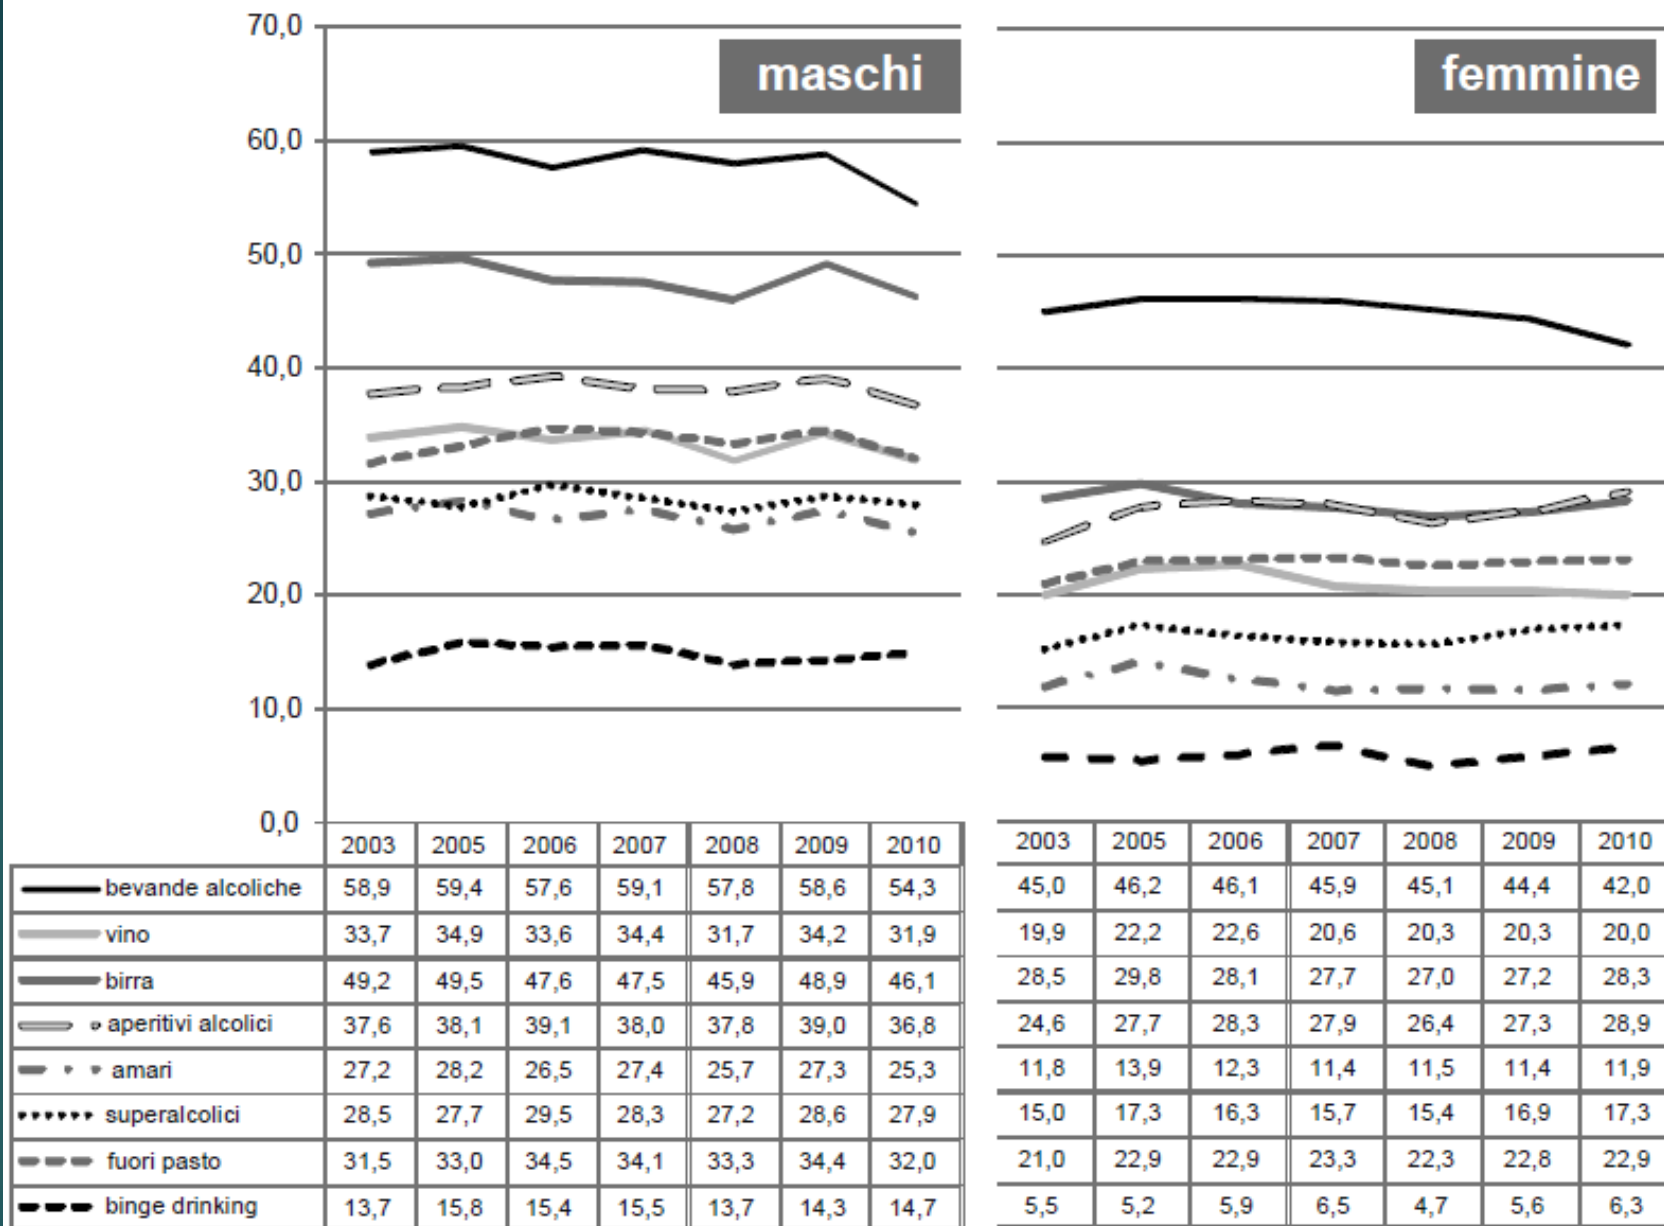 maschi femmine
70,0
60,0
50,0
40,0
30,0
20,0
10,0
0,0
2003 2005 2006 2007 2008 2009 2010 2003 2005 2006 2007 2008 2009 2010
bevande alcoliche 58,9 59,4 57,6 59,1 57,8 58,6 54,3 45,0 46,2 46,1 45,9 45,1 44,4 42,0
vino 33,7 34,9 33,6 34,4 31,7 34,2 31,9 19,9 22,2 22,6 20,6 20,3 20,3 20,0
birra 49,2 49,5 47,6 47,5 45,9 48,9 46,1 28,5 29,8 28,1 27,7 27,0 27,2 28,3
aperitivi alcolici 37,6 38,1 39,1 38,0 37,8 39,0 36,8 24,6 27,7 28,3 27,9 26,4 27,3 28,9
amari 27,2 28,2 26,5 27,4 25,7 27,3 25,3 11,8 13,9 12,3 11,4 11,5 11,4 11,9
superalcolici 28,5 27,7 29,5 28,3 27,2 28,6 27,9 15,0 17,3 16,3 15,7 15,4 16,9 17,3
fuori pasto 31,5 33,0 34,5 34,1 33,3 34,4 32,0 21,0 22,9 22,9 23,3 22,3 22,8 22,9
binge drinking 13,7 15,8 15,4 15,5 13,7 14,3 14,7 5,5 5,2 5,9 6,5 4,7 5,6 6,3